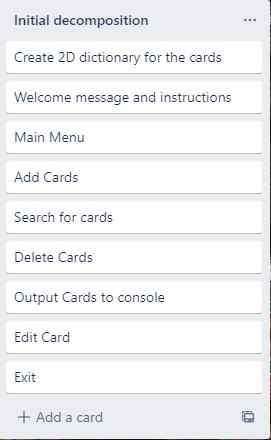 Initial decomposition
Create 2D dictionary for the cards
Welcome message and instructions
Main Menu
Add Cards
Search for cards
Delete Cards
Output Cards to console
Edit Card
Exit
+ Add a card